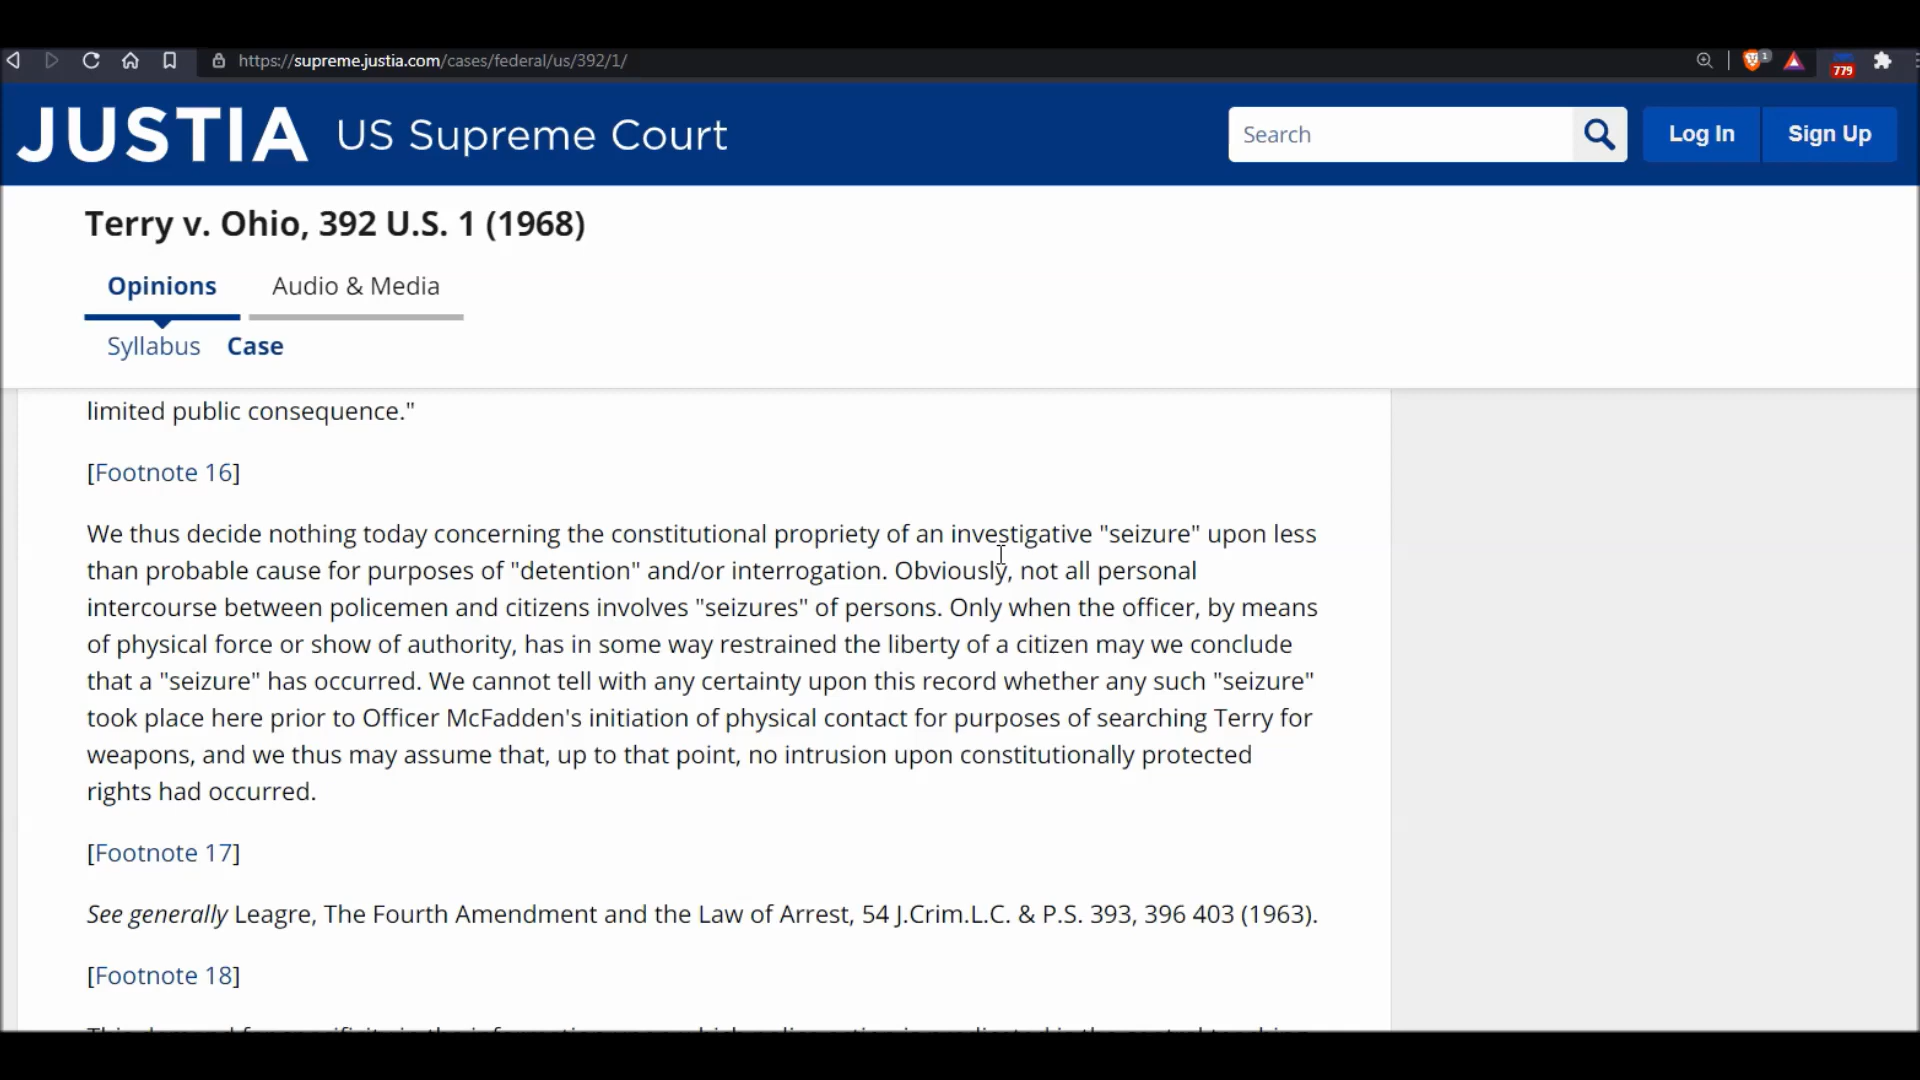 https://supreme.justia.com/cases/federal/us/392/1/
1
779
JUSTIA US Supreme Court
Search
Log In
Sign Up
Terry v. Ohio, 392 U.S. 1 (1968)
Opinions
Audio & Media
Syllabus
Case
limited public consequence."
[Footnote 16]
We thus decide nothing today concerning the constitutional propriety of an investigative "seizure" upon less
than probable cause for purposes of "detention" and/or interrogation. Obviously, not all personal
intercourse between policemen and citizens involves "seizures" of persons. Only when the officer, by means
of physical force or show of authority, has in some way restrained the liberty of a citizen may we conclude
that a "seizure" has occurred. We cannot tell with any certainty upon this record whether any such "seizure"
took place here prior to Officer McFadden's initiation of physical contact for purposes of searching Terry for
weapons, and we thus may assume that, up to that point, no intrusion upon constitutionally protected
rights had occurred.
[Footnote 17]
See generally Leagre, The Fourth Amendment and the Law of Arrest, 54 J.Crim.L.C. & P.S. 393, 396 403 (1963).
[Footnote 18]